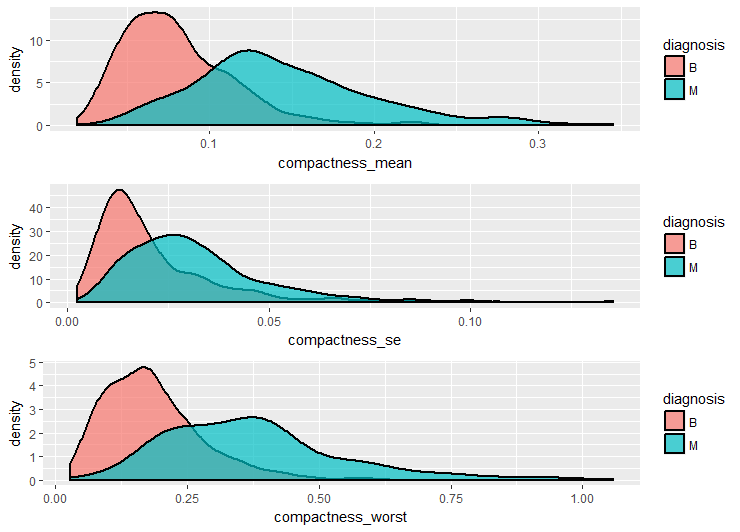 density
10
5
0
0.1
0.2
0.3
compactness_mean
diagnosis
B
M
density
40
30
20
10
0
0.00
0.05
0.10
compactness_se
diagnosis
B
M
density
5
4
3
2
1
0
0.00
0.25
0.50
0.75
1.00
compactness_worst
diagnosis
B
M